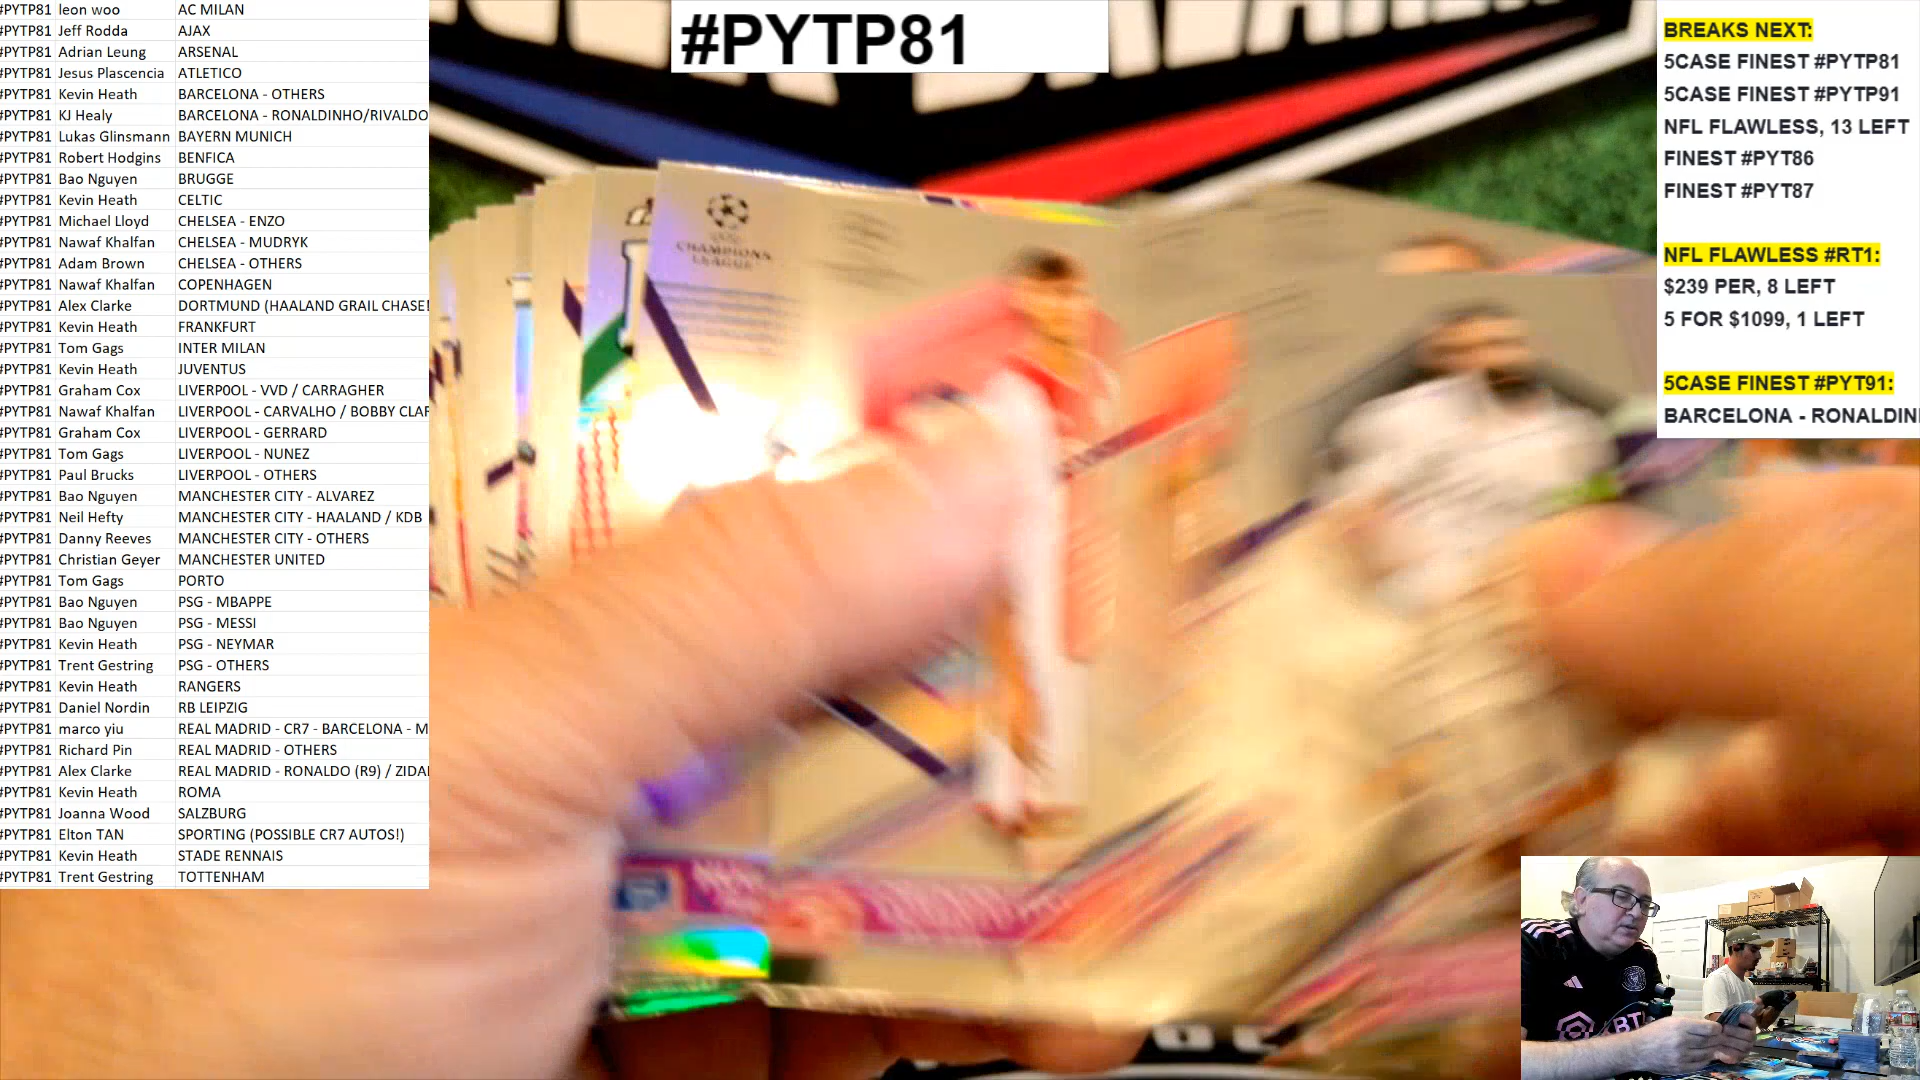 #PYTP81 leon woo AC MILAN
#PYTP81 Jeff Rodda AJAX
#PYTP81 Adrian Leung ARSENAL
#PYTP81 Jesus Plascencia ATLETICO
#PYTP81 Kevin Heath BARCELONA - OTHERS
#PYTP81 KJ Healy BARCELONA - RONALDINHO/RIVALDO
#PYTP81 Lukas Glinsmann BAYERN MUNICH
#PYTP81 Robert Hodgins BENFICA
#PYTP81 Bao Nguyen BRUGGE
#PYTP81 Kevin Heath CELTIC
#PYTP81 Michael Lloyd CHELSEA - ENZO
#PYTP81 Nawaf Khalfan CHELSEA - MUDRYK
#PYTP81 Adam Brown CHELSEA - OTHERS
#PYTP81 Nawaf Khalfan COPENHAGEN
#PYTP81 Alex Clarke DORTMUND (HAALAND GRAIL CHASE!
#PYTP81 Kevin Heath FRANKFURT
#PYTP81 Tom Gags INTER MILAN
#PYTP81 Kevin Heath JUVENTUS
#PYTP81 Graham Cox LIVERP0OL - VVD / CARRAGHER
#PYTP81 Nawaf Khalfan LIVERPOOL - CARVALHO / BOBBY CLAR
#PYTP81 Graham Cox LIVERPOOL - GERRARD
#PYTP81 Tom Gags LIVERPOOL - NUNEZ
#PYTP81 Paul Brucks LIVERPOOL - OTHERS
#PYTP81 Bao Nguyen MANCHESTER CITY - ALVAREZ
#PYTP81 Neil Hefty MANCHESTER CITY - HAALAND / KDB
#PYTP81 Danny Reeves MANCHESTER CITY - OTHERS
#PYTP81 Christian Geyer MANCHESTER UNITED
#PYTP81 Tom Gags PORTO
#PYTP81 Bao Nguyen PSG - MBAPPE
#PYTP81 Bao Nguyen PSG - MESSI
#PYTP81 Kevin Heath PSG - NEYMAR
#PYTP81 Trent Gestring PSG - OTHERS
#PYTP81 Kevin Heath RANGERS
#PYTP81 Daniel Nordin RB LEIPZIG
#PYTP81 marco yiu REAL MADRID - CR7 - BARCELONA - M
#PYTP81 Richard Pin REAL MADRID - OTHERS
#PYTP81 Alex Clarke REAL MADRID - RONALDO (R9) / ZIDA
#PYTP81 Kevin Heath ROMA
#PYTP81 Joanna Wood SALZBURG
#PYTP81 Elton TAN SPORTING (POSSIBLE CR7 AUTOS!)
#PYTP81 Kevin Heath STADE RENNAIS
#PYTP81 Trent Gestring TOTTENHAM
#PYTP81
CHAMPIONS
LEAGUE
BREAKS NEXT:
5CASE FINEST #PYTP81
5CASE FINEST #PYTP91
NFL FLAWLESS, 13 LEFT
FINEST #PYT86
FINEST #PYT87
NFL FLAWLESS #RT1:
$239 PER, 8 LEFT
5 FOR $1099, 1 LEFT
5CASE FINEST #PYT91:
BARCELONA - RONALDIN